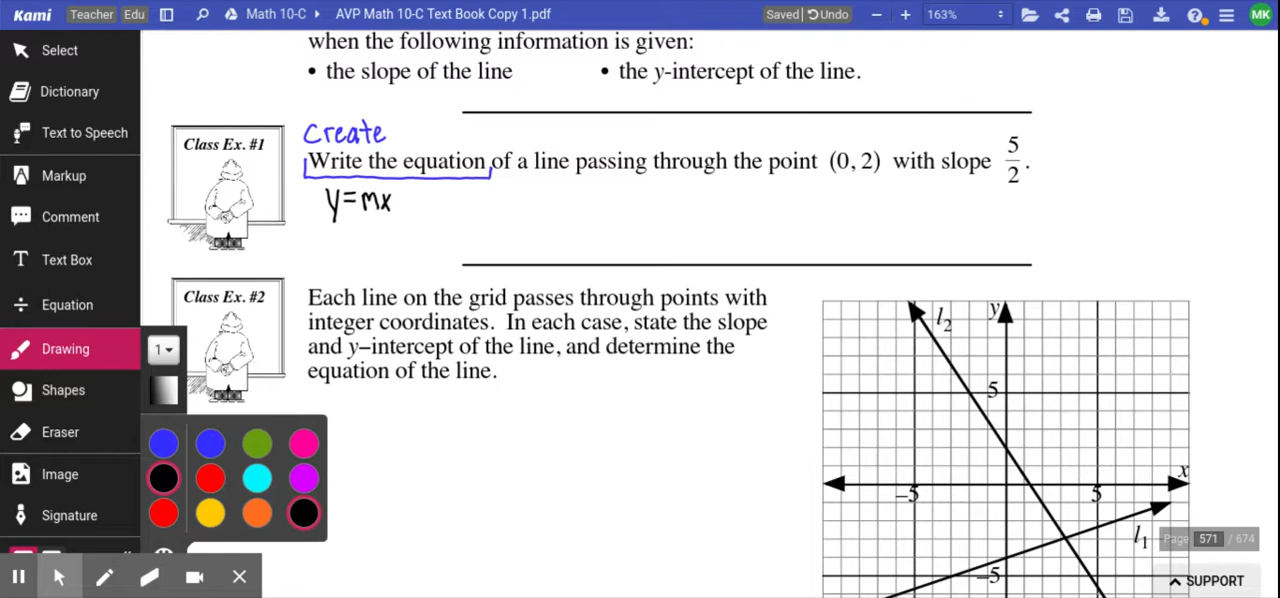 Kami Teacher Edu Math 10-C AVP Math 10-C Text Book Copy 1.pdf Saved Undo 163% MK
Select
Dictionary
Text to Speech
Markup
Comment
Text Box
Equation
Drawing
1
Shapes
Eraser
Image
Signature
when the following information is given:
• the slope of the line • the y-intercept of the line.
Class Ex. #1
Create
Write the equation of a line passing through the point (0, 2) with slope 5/2.
y=mx
Class Ex. #2
Each line on the grid passes through points with
integer coordinates. In each case, state the slope
and y–intercept of the line, and determine the
equation of the line.
y
l2
5
x
–5
5
l1
–5
Page 571 / 674
SUPPORT